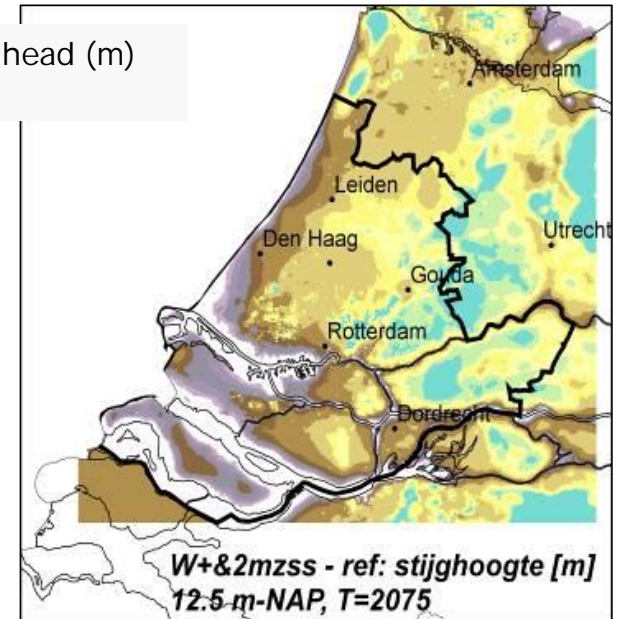 head (m)
Amsterdam
Leiden
Utrecht
Den Haag
Gouda
Rotterdam
Dordrecht
W+&2mzss - ref: stijghoogte [m]
12.5 m-NAP, T=2075